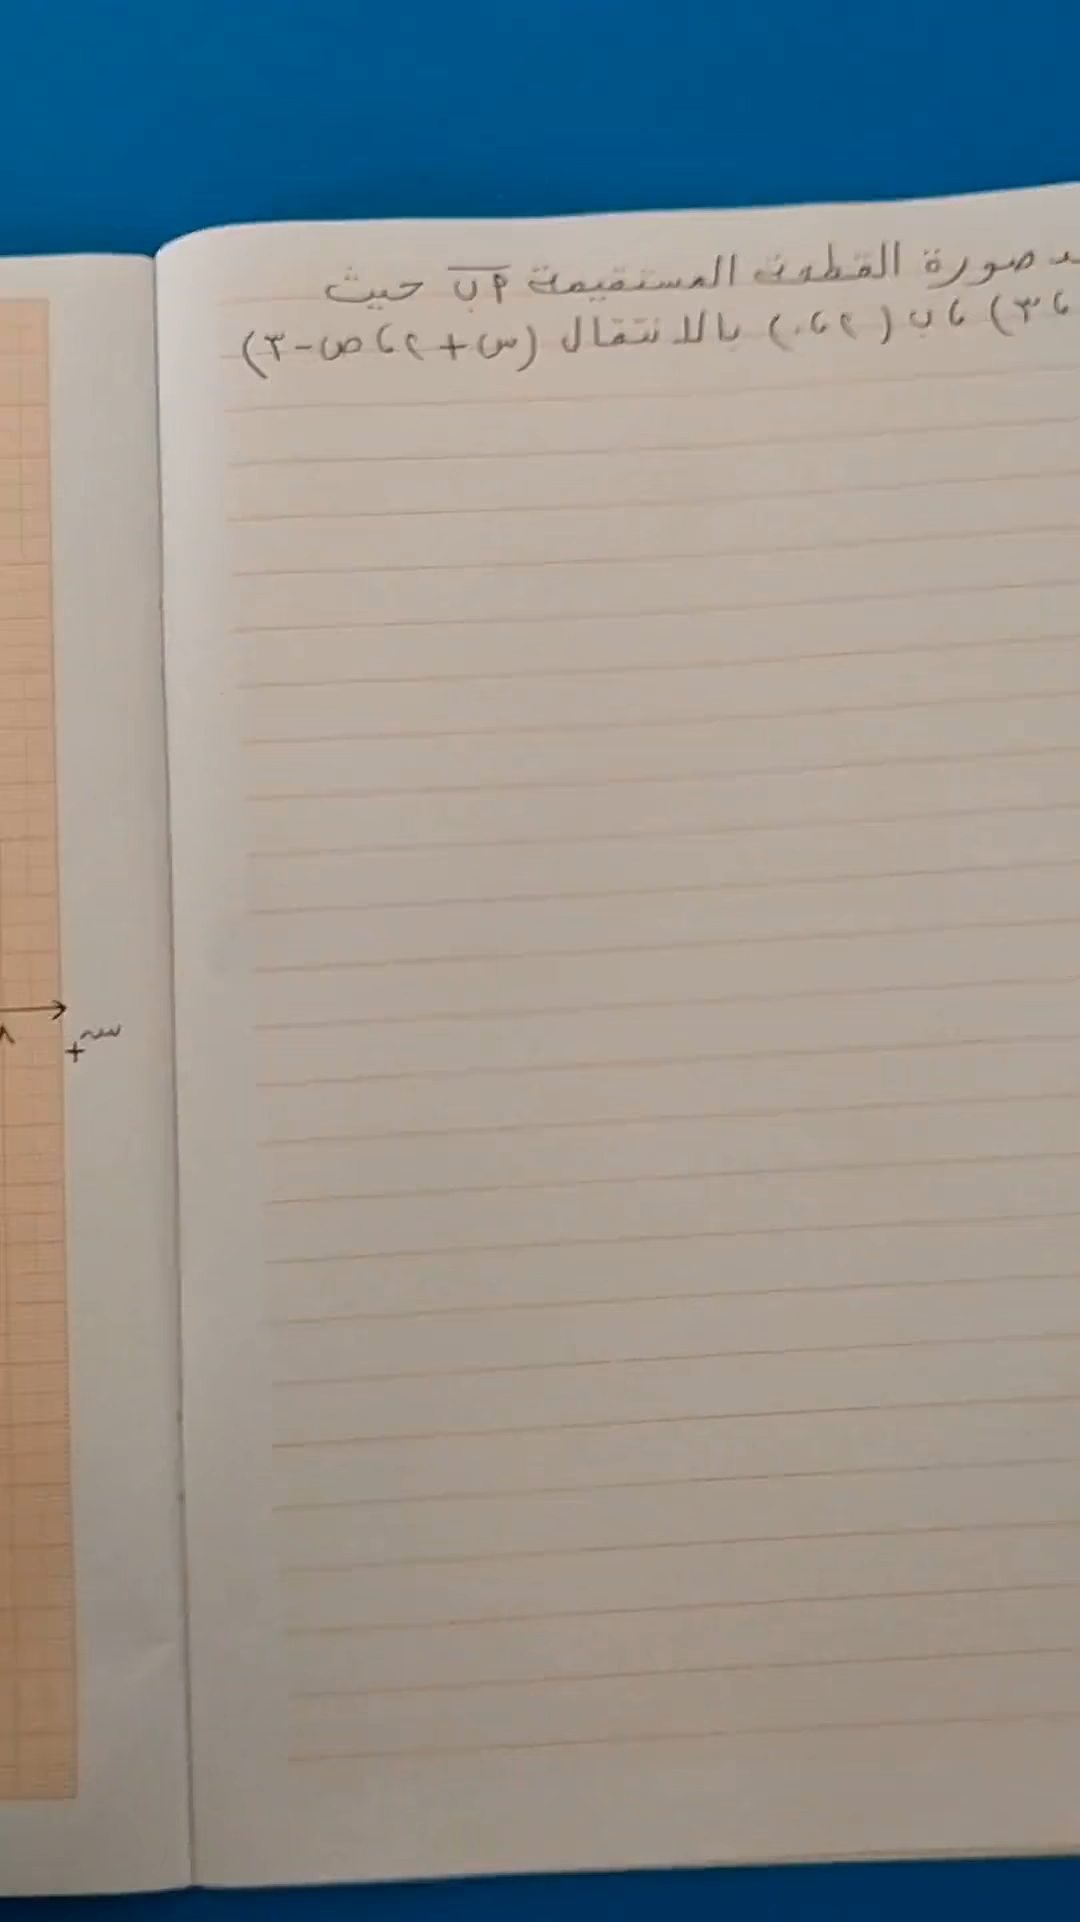 صورة القطعة المستقيمة أب حيث
، ٣) ، ب (٢ ، ٠) بالانتقال (س + ٢ ، ص - ٣)
س+